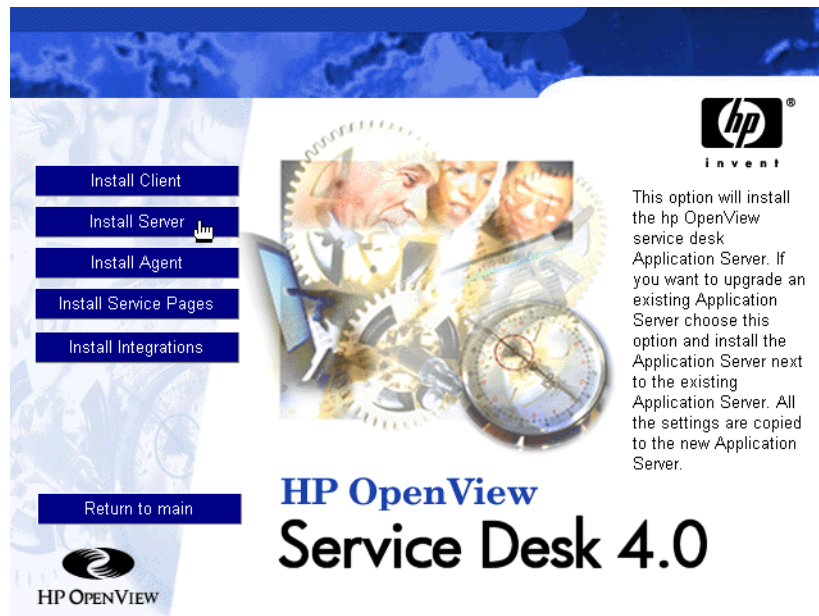 hp
®
invent
Install Client
Install Server
Install Agent
Install Service Pages
Install Integrations
This option will install
the hp OpenView
service desk
Application Server. If
you want to upgrade an
existing Application
Server choose this
option and install the
Application Server next
to the existing
Application Server. All
the settings are copied
to the new Application
Server.
Return to main
HP OpenView
Service Desk 4.0
HP OPENVIEW